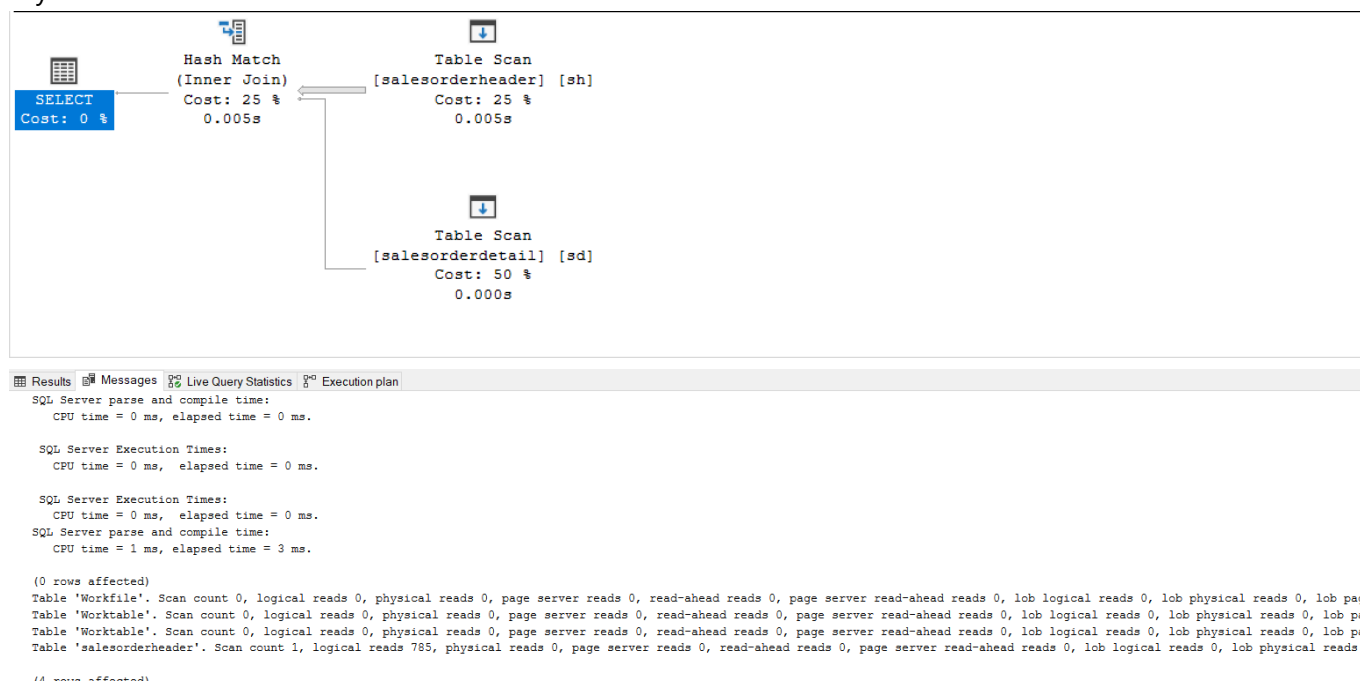 Hash Match
(Inner Join)
Cost: 25 %
0.005s
Table Scan
[salesorderheader] [sh]
Cost: 25 %
0.005s
SELECT
Cost: 0 %
Table Scan
[salesorderdetail] [sd]
Cost: 50 %
0.000s
Results Messages Live Query Statistics Execution plan
SQL Server parse and compile time:
CPU time = 0 ms, elapsed time = 0 ms.
SQL Server Execution Times:
CPU time = 0 ms, elapsed time = 0 ms.
SQL Server Execution Times:
CPU time = 0 ms, elapsed time = 0 ms.
SQL Server parse and compile time:
CPU time = 1 ms, elapsed time = 3 ms.
(0 rows affected)
Table 'Workfile'. Scan count 0, logical reads 0, physical reads 0, page server reads 0, read-ahead reads 0, page server read-ahead reads 0, lob logical reads 0, lob physical reads 0, lob pag
Table 'Worktable'. Scan count 0, logical reads 0, physical reads 0, page server reads 0, read-ahead reads 0, page server read-ahead reads 0, lob logical reads 0, lob physical reads 0, lob pa
Table 'Worktable'. Scan count 0, logical reads 0, physical reads 0, page server reads 0, read-ahead reads 0, page server read-ahead reads 0, lob logical reads 0, lob physical reads 0, lob pa
Table 'salesorderheader'. Scan count 1, logical reads 785, physical reads 0, page server reads 0, read-ahead reads 0, page server read-ahead reads 0, lob logical reads 0, lob physical reads
(4 rows affected)